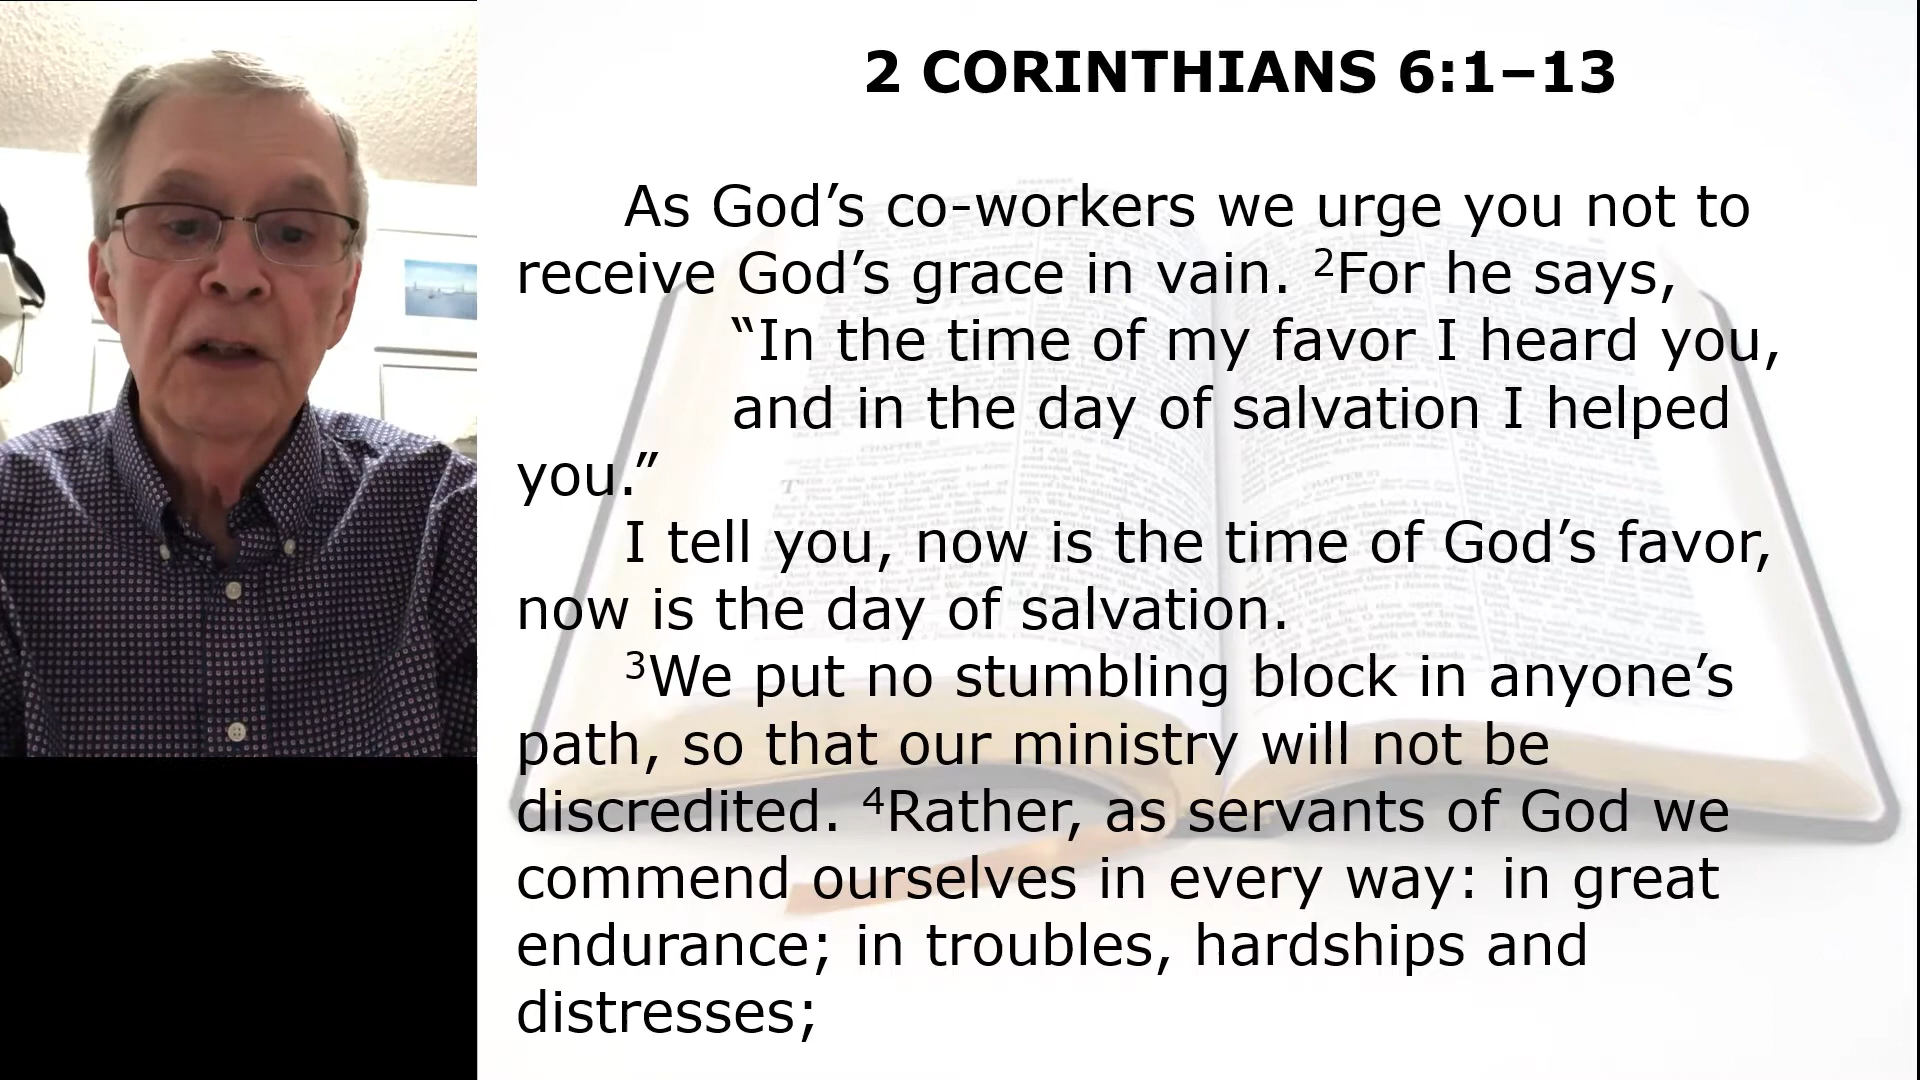 2 CORINTHIANS 6:1–13
As God’s co-workers we urge you not to
receive God’s grace in vain. ²For he says,
“In the time of my favor I heard you,
and in the day of salvation I helped
you.”
I tell you, now is the time of God’s favor,
now is the day of salvation.
³We put no stumbling block in anyone’s
path, so that our ministry will not be
discredited. ⁴Rather, as servants of God we
commend ourselves in every way: in great
endurance; in troubles, hardships and
distresses;